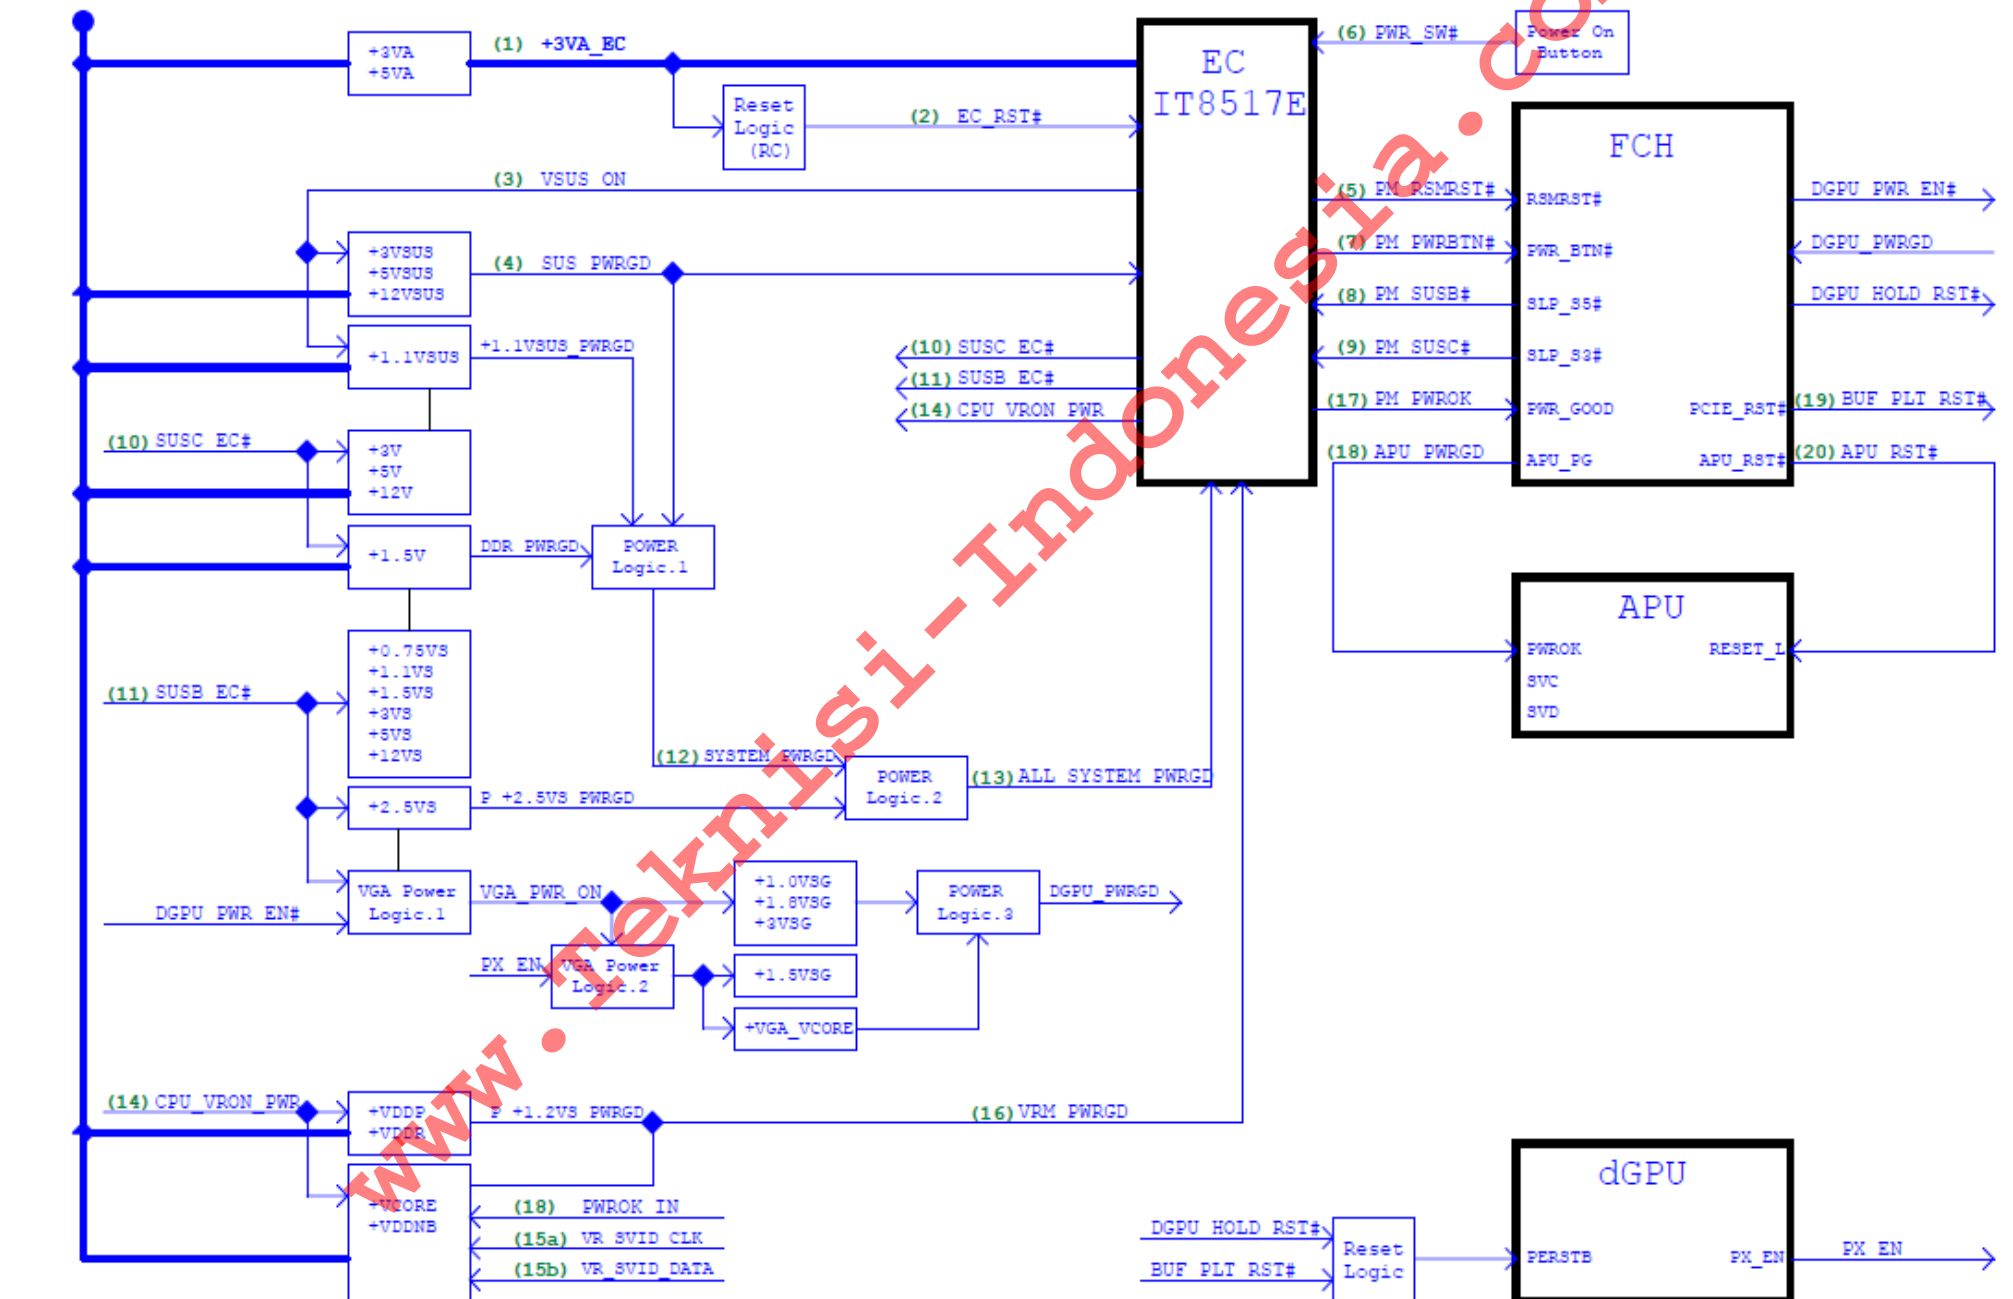 +3VA
+5VA
(1) +3VA_EC
EC
IT8517E
(6) PWR_SW#
Power On
Button
Reset
Logic
(RC)
(2) EC_RST#
FCH
(3) VSUS_ON
(5) PM_RSMRST#
RSMRST#
DGPU_PWR_EN#
+3VSUS
+5VSUS
+12VSUS
(4) SUS_PWRGD
(7) PM_PWRBTN#
PWR_BTN#
DGPU_PWRGD
(8) PM_SUSB#
SLP_S5#
DGPU_HOLD_RST#
+1.1VSUS
+1.1VSUS_PWRGD
(10) SUSC_EC#
(9) PM_SUSC#
SLP_S3#
(11) SUSB_EC#
(14) CPU_VRON_PWR
(17) PM_PWROK
PWR_GOOD
PCIE_RST#
(19) BUF_PLT_RST#
(10) SUSC_EC#
+3V
+5V
+12V
(18) APU_PWRGD
APU_PG
APU_RST#
(20) APU_RST#
+1.5V
DDR_PWRGD
POWER
Logic.1
APU
PWROK
RESET_L
SVC
SVD
(11) SUSB_EC#
+0.75VS
+1.1VS
+1.5VS
+3VS
+5VS
+12VS
(12) SYSTEM_PWRGD
POWER
Logic.2
(13) ALL_SYSTEM_PWRGD
+2.5VS
P_+2.5VS_PWRGD
VGA Power
Logic.1
DGPU_PWR_EN#
VGA_PWR_ON
+1.0VSG
+1.8VSG
+3VSG
POWER
Logic.3
DGPU_PWRGD
PX_EN
VGA Power
Logic.2
+1.5VSG
+VGA_VCORE
(14) CPU_VRON_PWR
+VDDP
+VDDR
P_+1.2VS_PWRGD
(16) VRM_PWRGD
+VCORE
+VDDNB
(18) PWROK_IN
(15a) VR_SVID_CLK
(15b) VR_SVID_DATA
dGPU
DGPU_HOLD_RST#
BUF_PLT_RST#
Reset
Logic
PERSTB
PX_EN
PX_EN
www.Teknisi-Indonesia.co